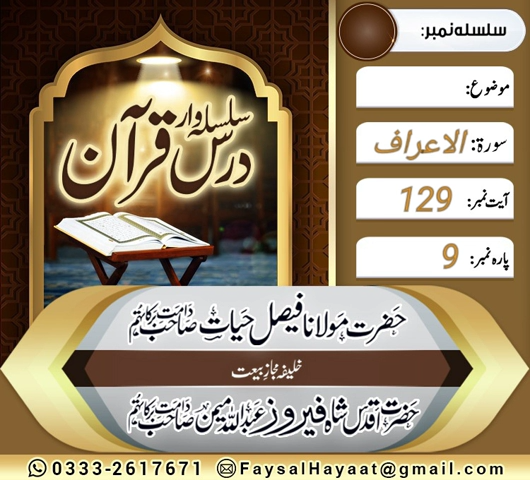 سلسلہ نمبر:
موضوع:
سورۃ: الاعراف
آیت نمبر: 129
پارہ نمبر: 9
سلسلہ وار
درس قرآن
حضرت مولانا فیصل حیات صاحب دامت برکاتہم
خلیفہ مجاز بیعت
حضرت اقدس شاہ فیروز عبداللہ میمن صاحب دامت برکاتہم
0333-2617671 FaysalHayaat@gmail.com